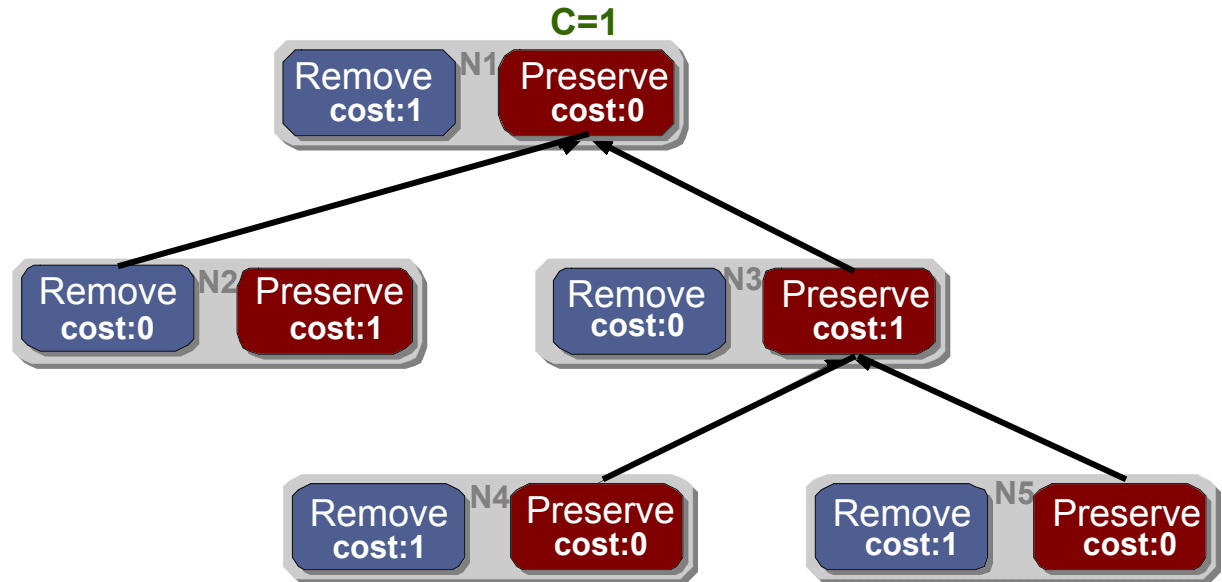 C=1
N1
Remove
cost:1
Preserve
cost:0
N2
Remove
cost:0
Preserve
cost:1
N3
Remove
cost:0
Preserve
cost:1
N4
Remove
cost:1
Preserve
cost:0
N5
Remove
cost:1
Preserve
cost:0